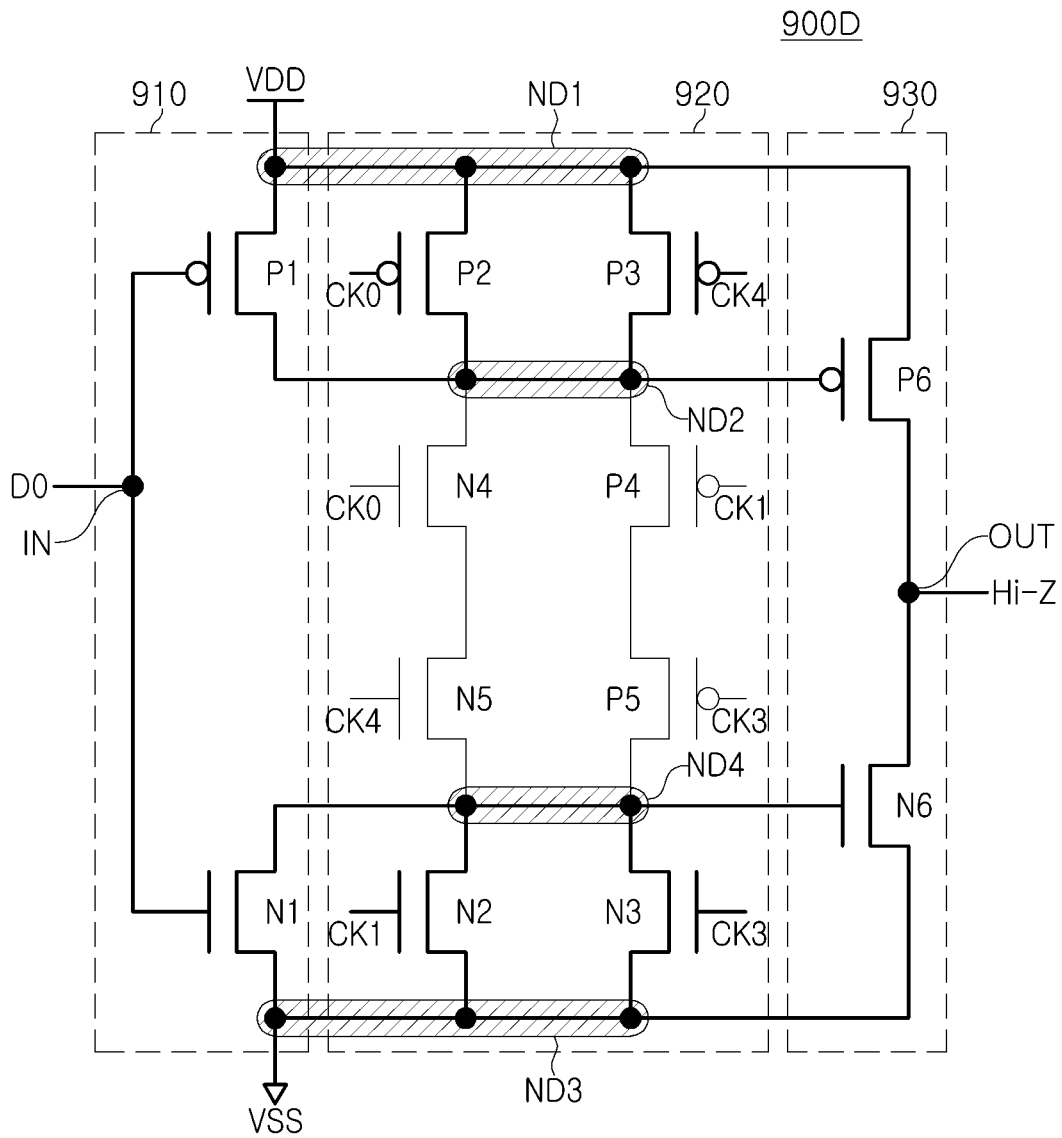 900D
910
VDD
ND1
920
930
P1
P2
P3
CK0
CK4
P6
ND2
D0
N4
P4
CK0
CK1
IN
OUT
Hi-Z
N5
P5
CK4
CK3
ND4
N6
N1
N2
N3
CK1
CK3
ND3
VSS